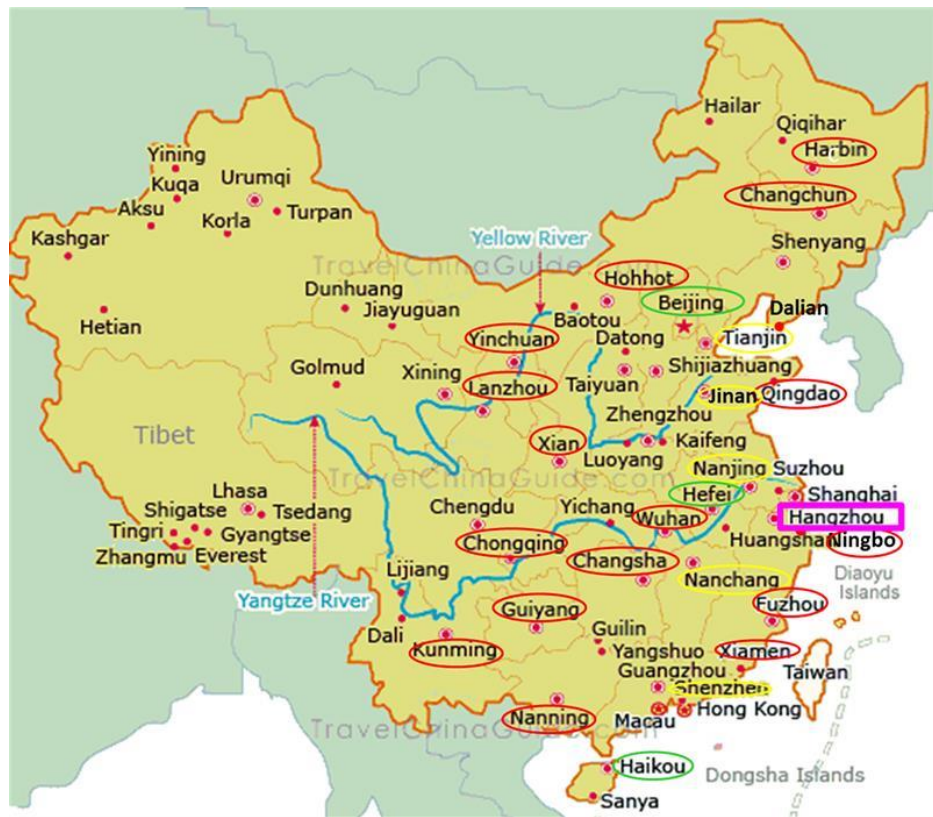 Hailar
Qiqihar
Harbin
Yining
Kuqa
Urumqi
Changchun
Aksu
Korla
Turpan
Kashgar
Yellow River
Shenyang
TravelChinaGuide.com
Hohhot
Dunhuang
Beijing
Jiayuguan
Baotou
Dalian
Hetian
Datong
Tianjin
Yinchuan
Shijiazhuang
Golmud
Xining
Lanzhou
Taiyuan
Jinan
Qingdao
Zhengzhou
Tibet
Xian
Kaifeng
Luoyang
TravelChinaGuide.com
Nanjing
Suzhou
Lhasa
Hefei
Shanghai
Shigatse
Tsedang
Chengdu
Yichang
Wuhan
Hangzhou
Tingri
Gyangtse
Huangshan
Ningbo
Zhangmu
Everest
Chongqing
Changsha
Nanchang
Diaoyu
Islands
Lijiang
Yangtze River
Guiyang
Fuzhou
Dali
Kunming
Guilin
Yangshuo
Xiamen
Guangzhou
Taiwan
Shenzhen
Nanning
Macau
Hong Kong
TravelChinaGuide.com
Haikou
Dongsha Islands
Sanya